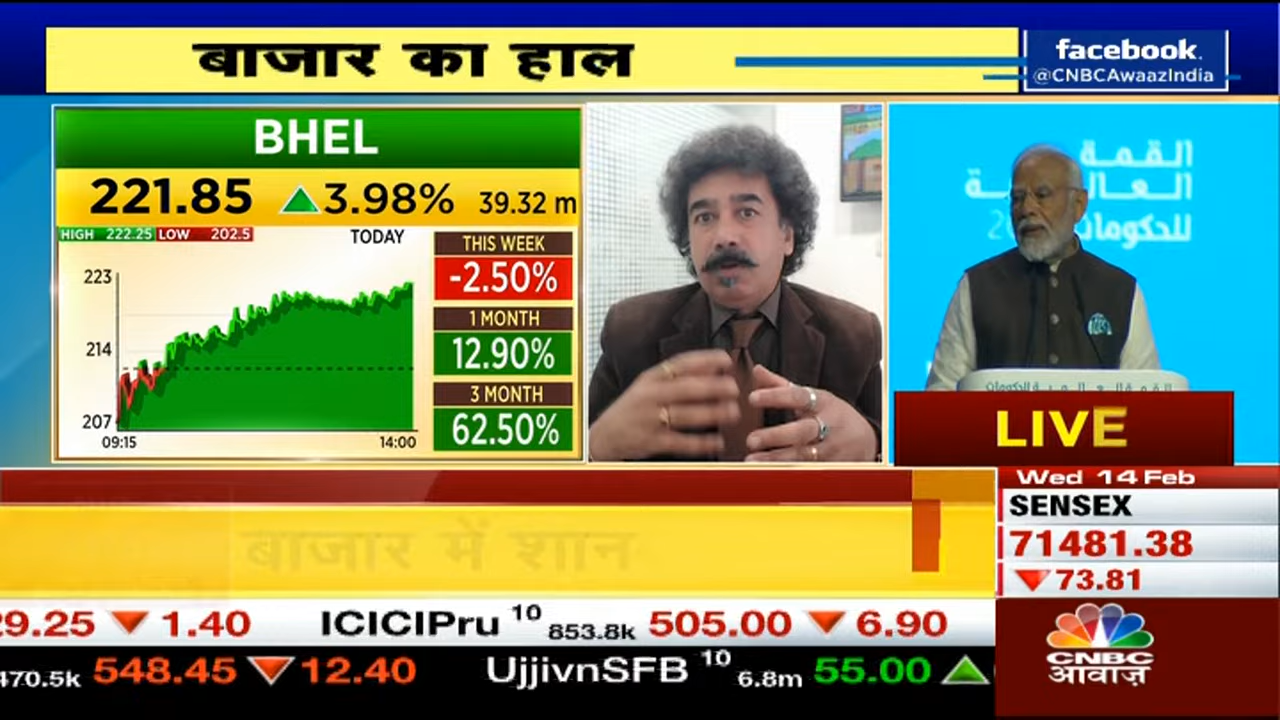 बाजार का हाल
facebook.
@CNBCAwaazIndia
BHEL
221.85 ▲ 3.98% 39.32 m
HIGH 222.25 LOW 202.5
TODAY
223
214
207
09:15 14:00
THIS WEEK
-2.50%
1 MONTH
12.90%
3 MONTH
62.50%
القمة
للحكومات
LIVE
Wed 14 Feb
SENSEX
71481.38
▼ 73.81
बाजार में शान
29.25 ▼ 1.40 ICICIPru 10 853.8k 505.00 ▼ 6.90
470.5k 548.45 ▼ 12.40 UjjivnSFB 10 6.8m 55.00 ▲
CNBC
आवाज़